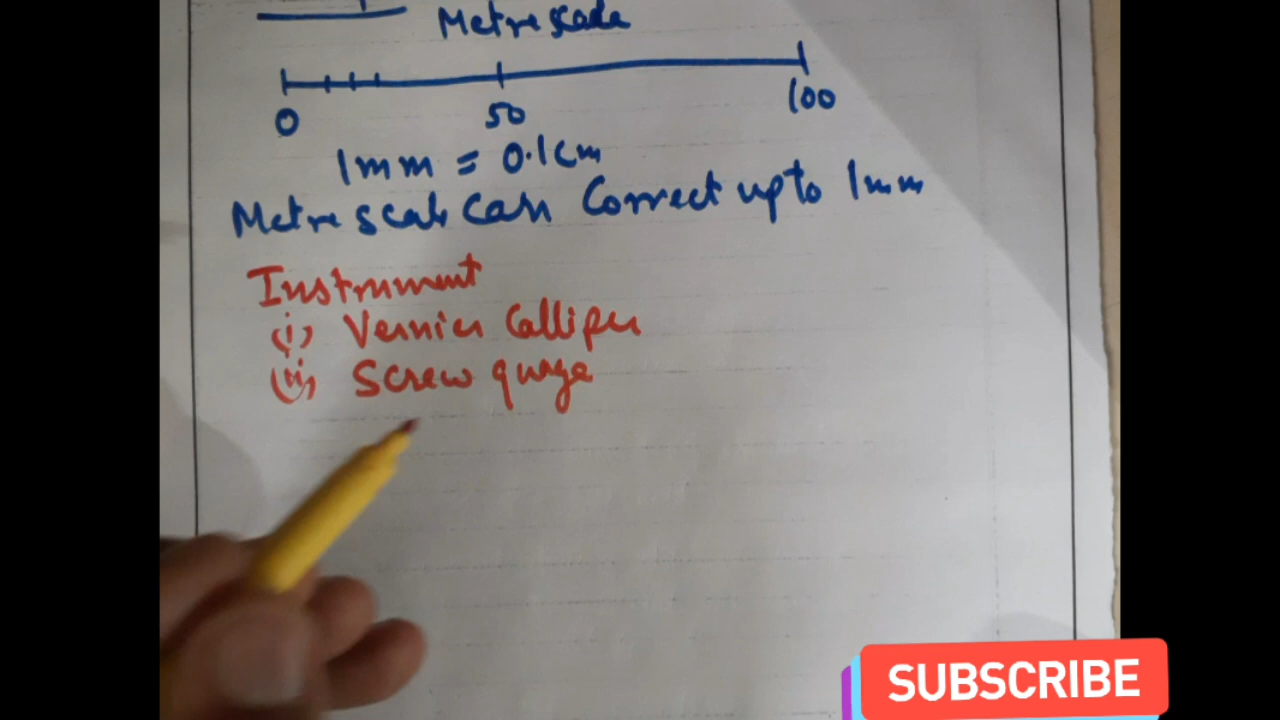 Metre scale
0 50 100
1mm = 0.1cm
Metre scale can correct upto 1mm
Instrument
(i) Vernier Calliper
(ii) Screw guage
SUBSCRIBE